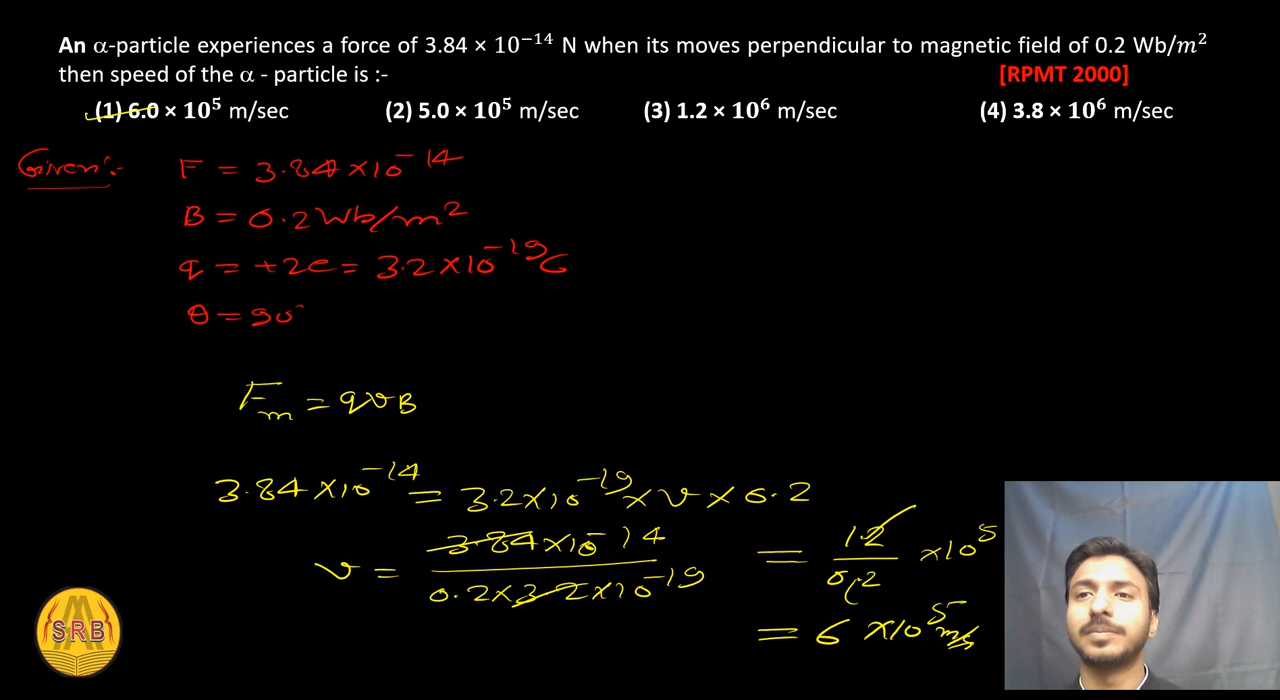 An α-particle experiences a force of 3.84 × 10⁻¹⁴ N when its moves perpendicular to magnetic field of 0.2 Wb/m²
then speed of the α - particle is :- [RPMT 2000]
(1) 6.0 × 10⁵ m/sec (2) 5.0 × 10⁵ m/sec (3) 1.2 × 10⁶ m/sec (4) 3.8 × 10⁶ m/sec
Given:- F = 3.84 × 10⁻¹⁴
B = 0.2 Wb/m²
q = +2e = 3.2 × 10⁻¹⁹ C
θ = 90°
Fₘ = qvB
3.84 × 10⁻¹⁴ = 3.2 × 10⁻¹⁹ × v × 0.2
v = 3.84 × 10⁻¹⁴ / 0.2 × 3.2 × 10⁻¹⁹ = 1.2 / 0.2 × 10⁵
= 6 × 10⁵ m/s
SRB